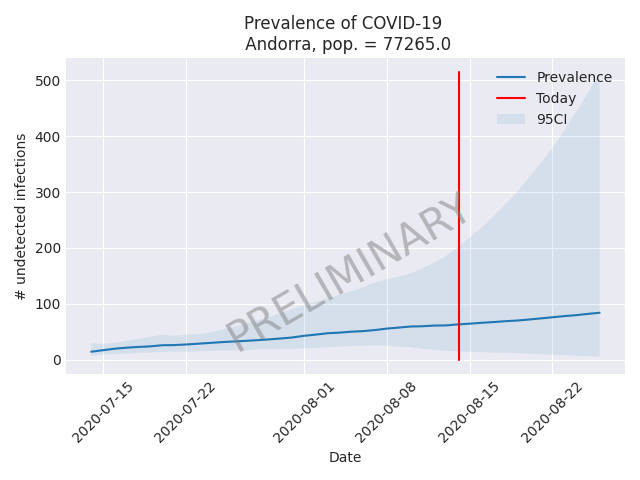 Prevalence of COVID-19
Andorra, pop. = 77265.0
Prevalence
Today
95CI
PRELIMINARY
# undetected infections
500
400
300
200
100
0
2020-07-15
2020-07-22
2020-08-01
2020-08-08
2020-08-15
2020-08-22
Date